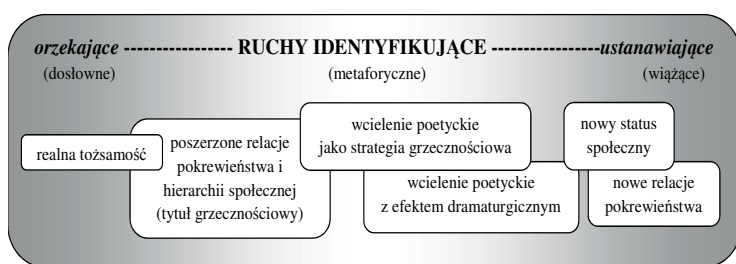 orzekające ----------------- RUCHY IDENTYFIKUJĄCE -----------------ustanawiające
(dosłowne) (metaforyczne) (wiążące)
realna tożsamość
poszerzone relacje
pokrewieństwa i
hierarchii społecznej
(tytuł grzecznościowy)
wcielenie poetyckie
jako strategia grzecznościowa
wcielenie poetyckie
z efektem dramaturgicznym
nowy status
społeczny
nowe relacje
pokrewieństwa